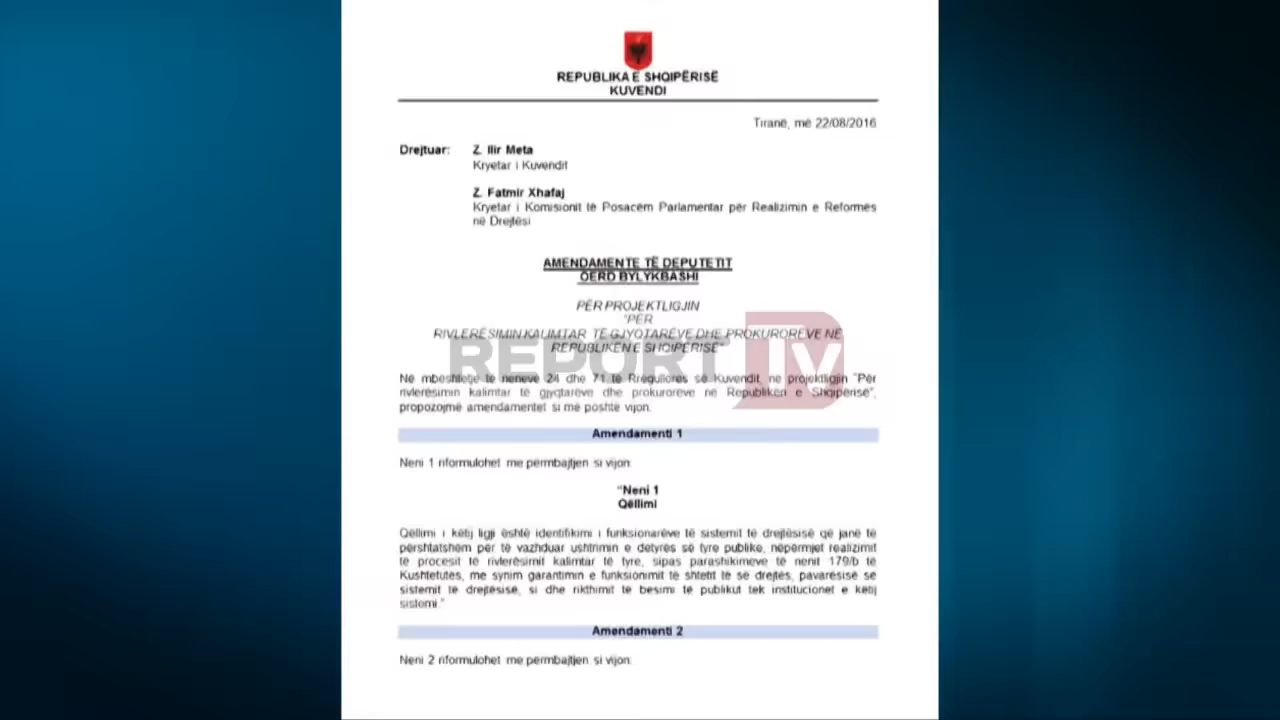 REPUBLIKA E SHQIPËRISË
KUVENDI
Tiranë, më 22/08/2016
Drejtuar: Z. Ilir Meta
Kryetar i Kuvendit
Z. Fatmir Xhafaj
Kryetar i Komisionit të Posaçëm Parlamentar për Realizimin e Reformës
në Drejtësi
AMENDAMENTE TË DEPUTETIT
OERD BYLYKBASHI
PËR PROJEKTLIGJIN
"PËR
RIVLERËSIMIN KALIMTAR TË GJYQTARËVE DHE PROKURORËVE NË
REPUBLIKËN E SHQIPËRISË"
REPORT TV
Në mbështetje të neneve 24 dhe 71 të Rregullores së Kuvendit, në projektligjin "Për
rivlerësimin kalimtar të gjyqtarëve dhe prokurorëve në Republikën e Shqipërisë",
propozojmë amendamentet si më poshtë vijon:
Amendamenti 1
Neni 1 riformulohet me përmbajtjen si vijon:
"Neni 1
Qëllimi
Qëllimi i këtij ligji është identifikimi i funksionarëve të sistemit të drejtësisë që janë të
përshtatshëm për të vazhduar ushtrimin e detyrës së tyre publike, nëpërmjet realizimit
të procesit të rivlerësimit kalimtar të tyre, sipas parashikimeve të nenit 179/b të
Kushtetutës, me synim garantimin e funksionimit të shtetit të së drejtës, pavarësisë së
sistemit të drejtësisë, si dhe rikthimit të besimi të publikut tek institucionet e këtij
sistemi."
Amendamenti 2
Neni 2 riformulohet me përmbajtjen si vijon: